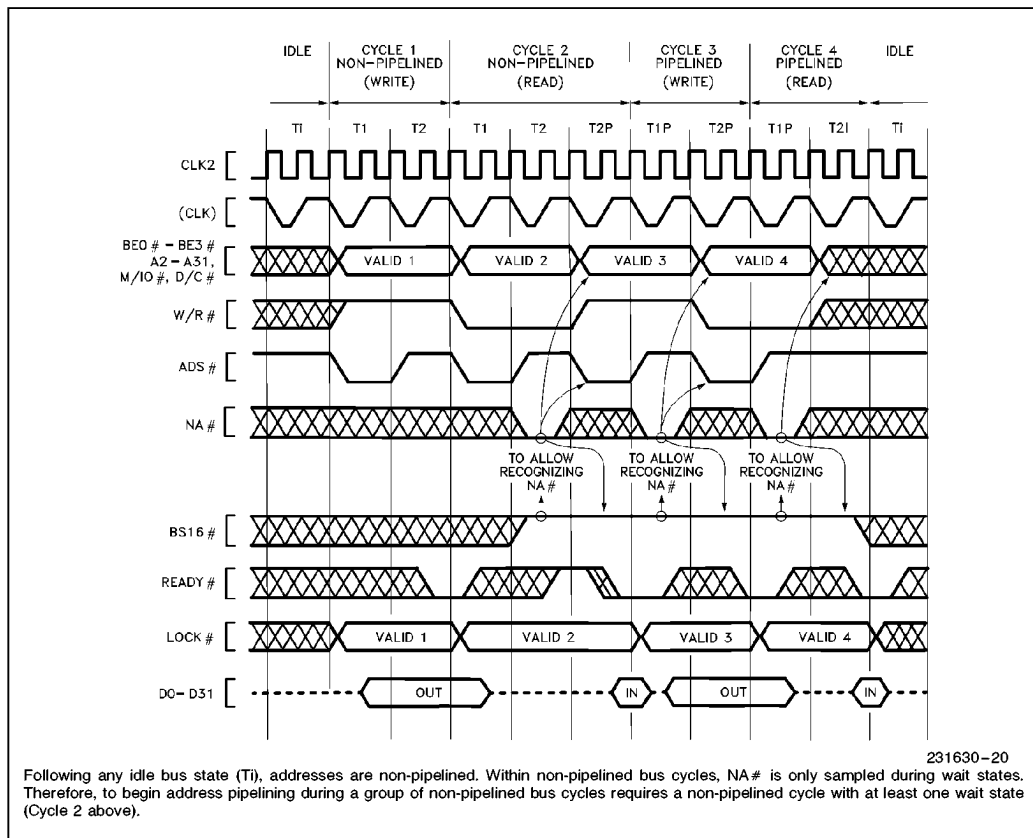 IDLE CYCLE 1 CYCLE 2 CYCLE 3 CYCLE 4 IDLE
NON-PIPELINED NON-PIPELINED PIPELINED PIPELINED
(WRITE) (READ) (WRITE) (READ)
TI T1 T2 T1 T2 T2P T1P T2P T1P T2I TI
CLK2
(CLK)
BE0 # - BE3 #
A2 - A31,
M/IO #, D/C #
VALID 1 VALID 2 VALID 3 VALID 4
W/R #
ADS #
NA #
TO ALLOW TO ALLOW TO ALLOW
RECOGNIZING RECOGNIZING RECOGNIZING
NA # NA # NA #
BS16 #
READY #
LOCK # VALID 1 VALID 2 VALID 3 VALID 4
D0 - D31 OUT IN OUT IN
231630-20
Following any idle bus state (Ti), addresses are non-pipelined. Within non-pipelined bus cycles, NA# is only sampled during wait states.
Therefore, to begin address pipelining during a group of non-pipelined bus cycles requires a non-pipelined cycle with at least one wait state
(Cycle 2 above).